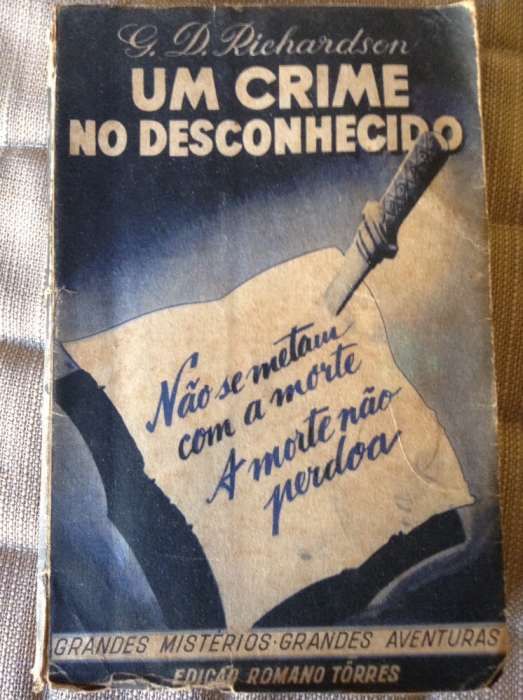 G. D. Richardson
UM CRIME
NO DESCONHECIDO
Não se metam
com a morte
A morte não
perdoa
GRANDES MISTÉRIOS·GRANDES AVENTURAS
EDIÇÃO ROMANO TÔRRES